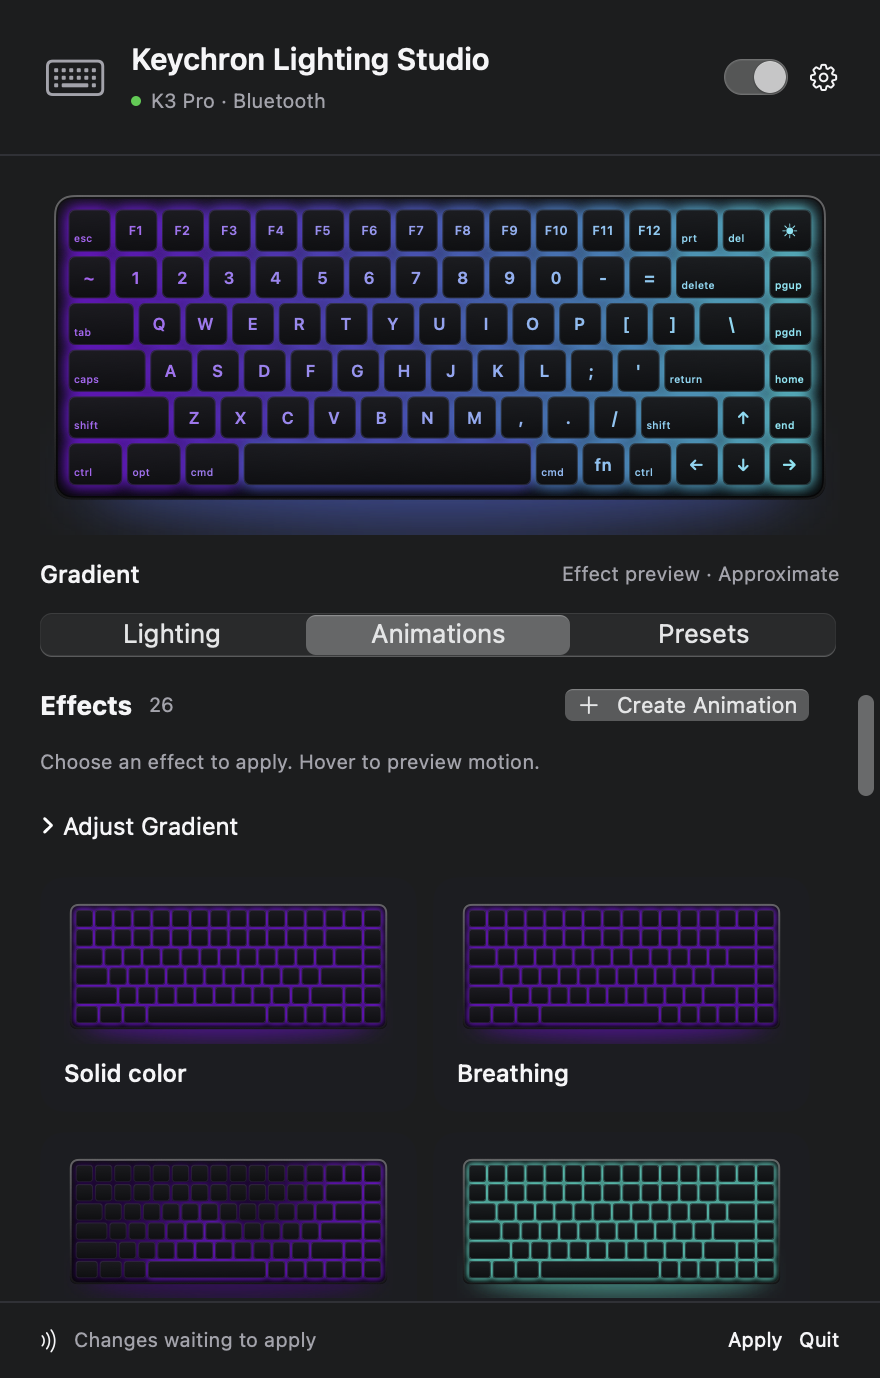 Keychron Lighting Studio
K3 Pro · Bluetooth
esc F1 F2 F3 F4 F5 F6 F7 F8 F9 F10 F11 F12 prt del
~ 1 2 3 4 5 6 7 8 9 0 - = delete pgup
tab Q W E R T Y U I O P [ ] \ pgdn
caps A S D F G H J K L ; ' return home
shift Z X C V B N M , . / shift ↑ end
ctrl opt cmd cmd fn ctrl ← ↓ →
Gradient Effect preview · Approximate
Lighting Animations Presets
Effects 26 + Create Animation
Choose an effect to apply. Hover to preview motion.
Adjust Gradient
Solid color Breathing
Changes waiting to apply Apply Quit